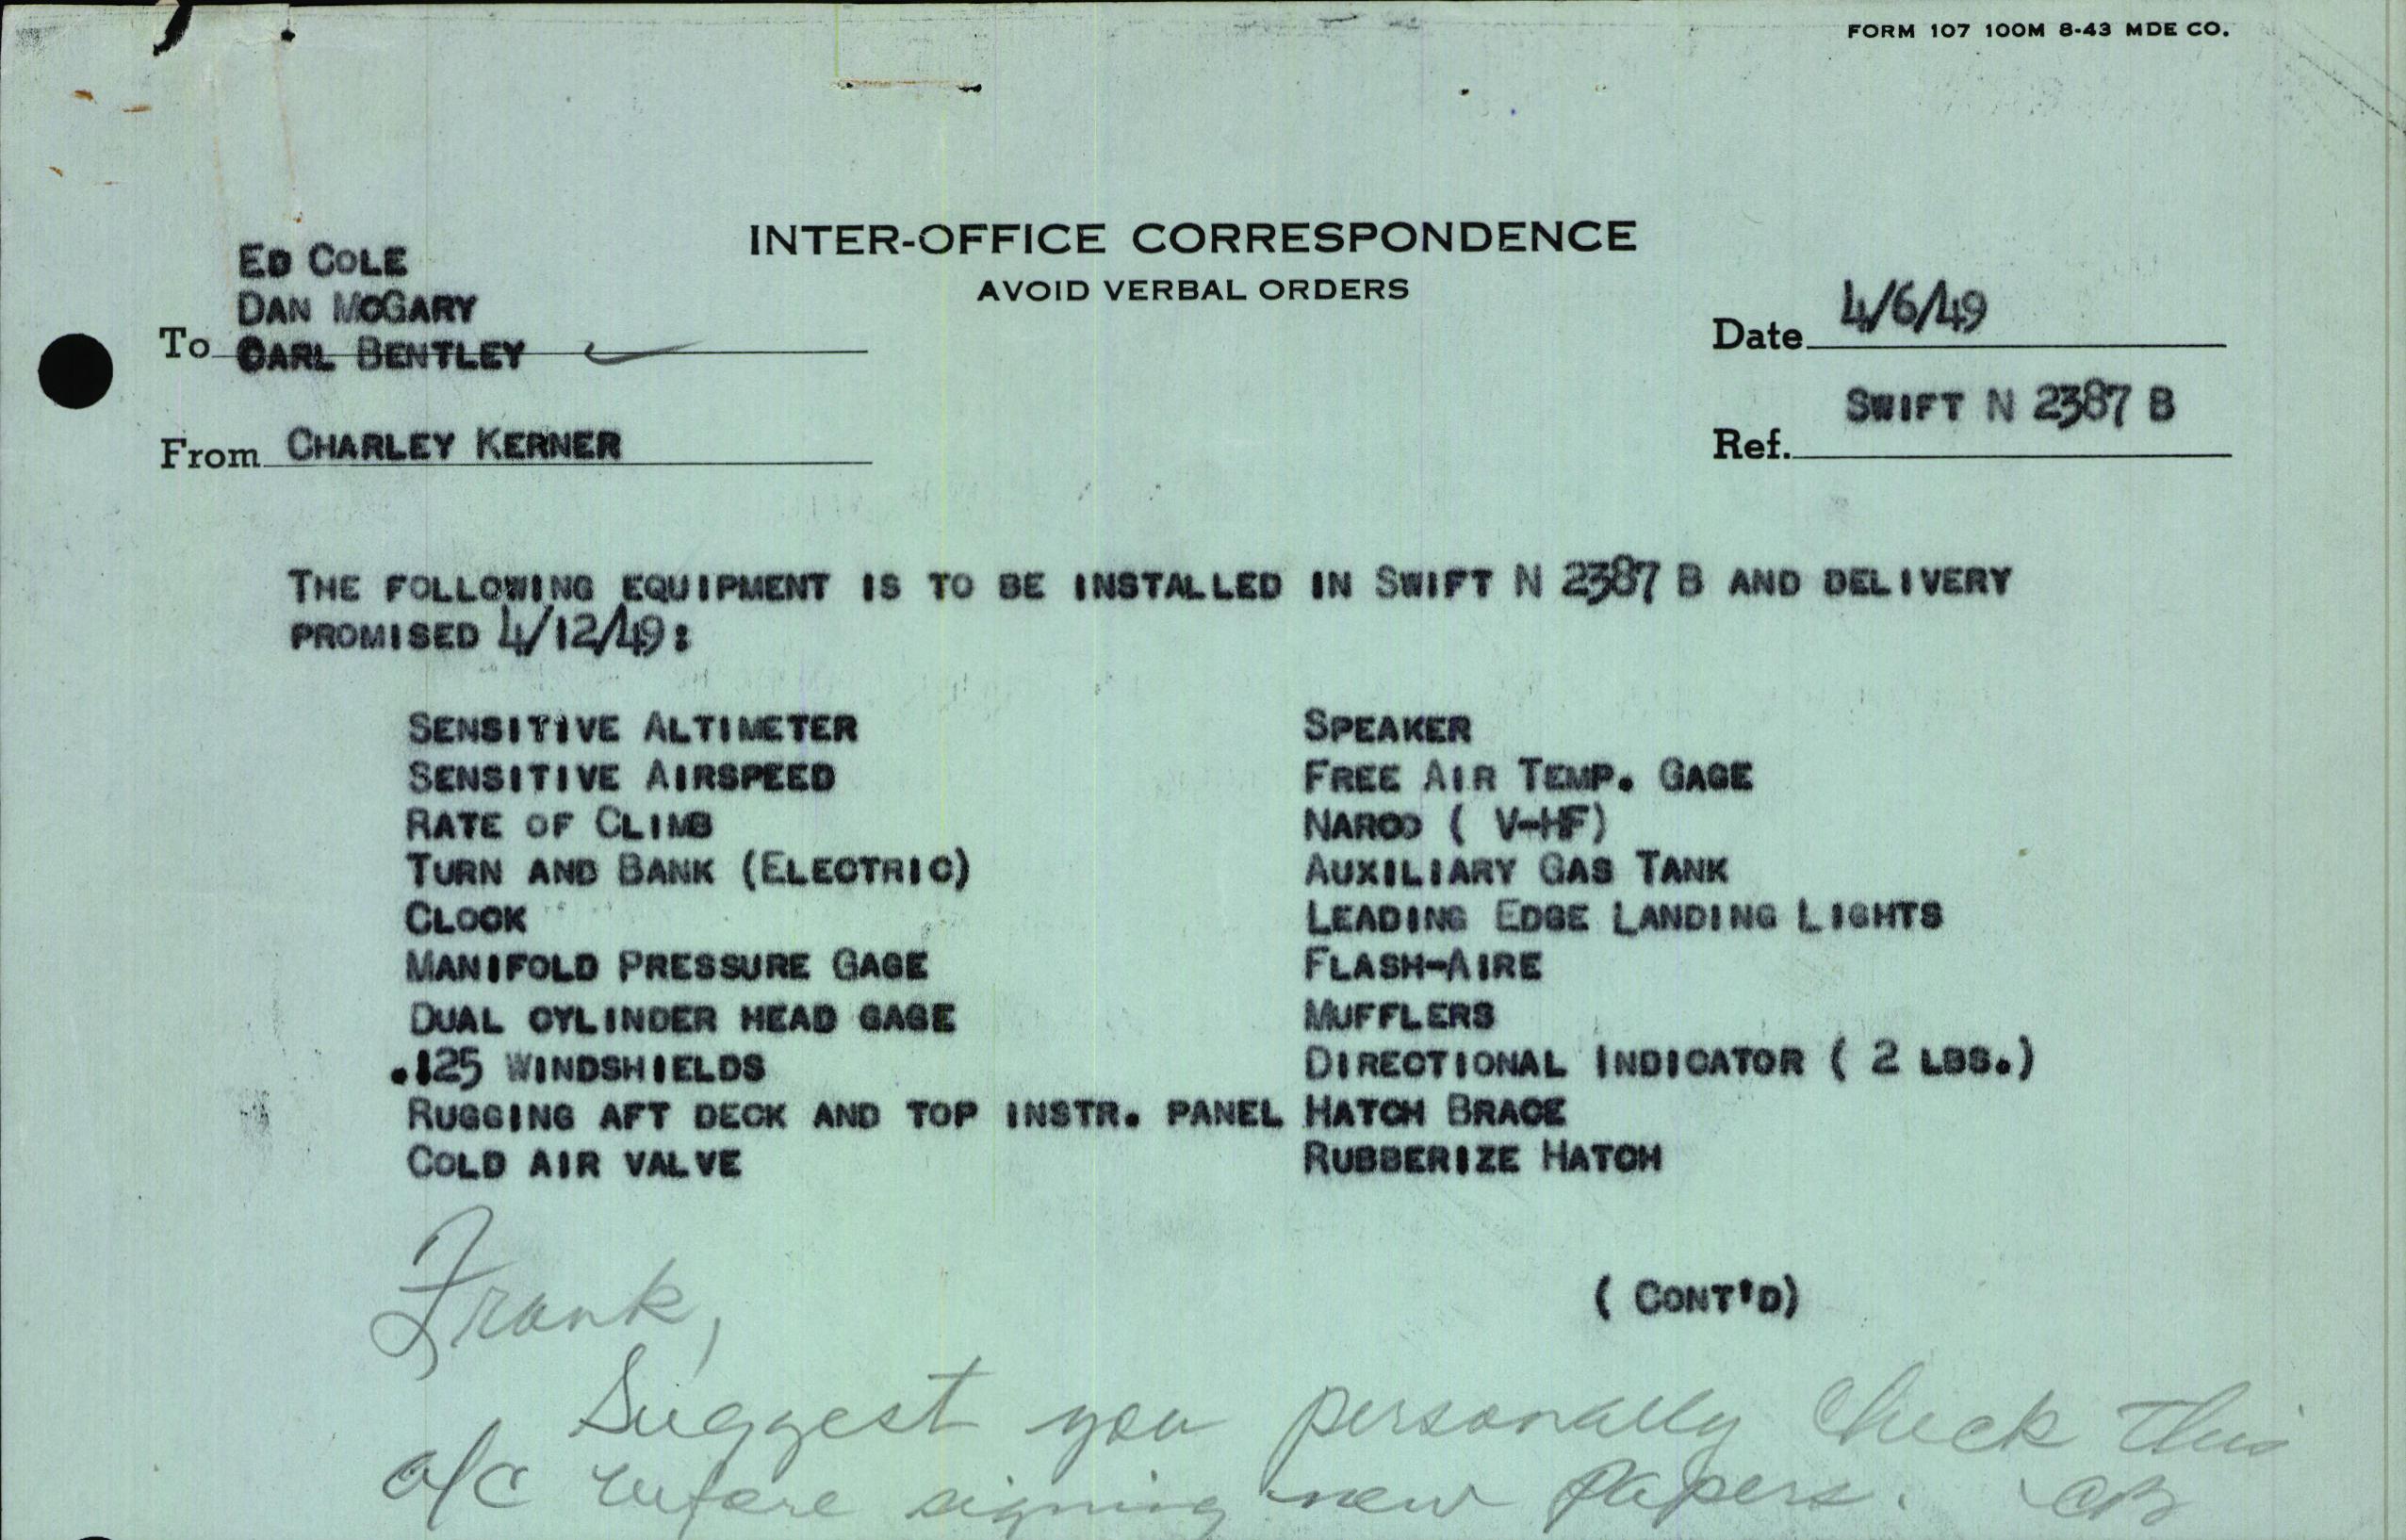 FORM 107 100M 8-43 MDE CO.
INTER-OFFICE CORRESPONDENCE
AVOID VERBAL ORDERS
ED COLE
DAN MCGARY
To CARL BENTLEY
Date 4/6/49
From CHARLEY KERNER
Ref. SWIFT N 2387 B
THE FOLLOWING EQUIPMENT IS TO BE INSTALLED IN SWIFT N 2387 B AND DELIVERY
PROMISED 4/12/49:
SENSITIVE ALTIMETER
SENSITIVE AIRSPEED
RATE OF CLIMB
TURN AND BANK (ELECTRIC)
CLOCK
MANIFOLD PRESSURE GAGE
DUAL CYLINDER HEAD GAGE
.125 WINDSHIELDS
RUGGING AFT DECK AND TOP INSTR. PANEL
COLD AIR VALVE
SPEAKER
FREE AIR TEMP. GAGE
NARCO ( V-HF)
AUXILIARY GAS TANK
LEADING EDGE LANDING LIGHTS
FLASH-AIRE
MUFFLERS
DIRECTIONAL INDICATOR ( 2 LBS.)
HATCH BRACE
RUBBERIZE HATCH
( CONT'D)
Frank,
Suggest you personally check this
a/c before signing new papers. CB